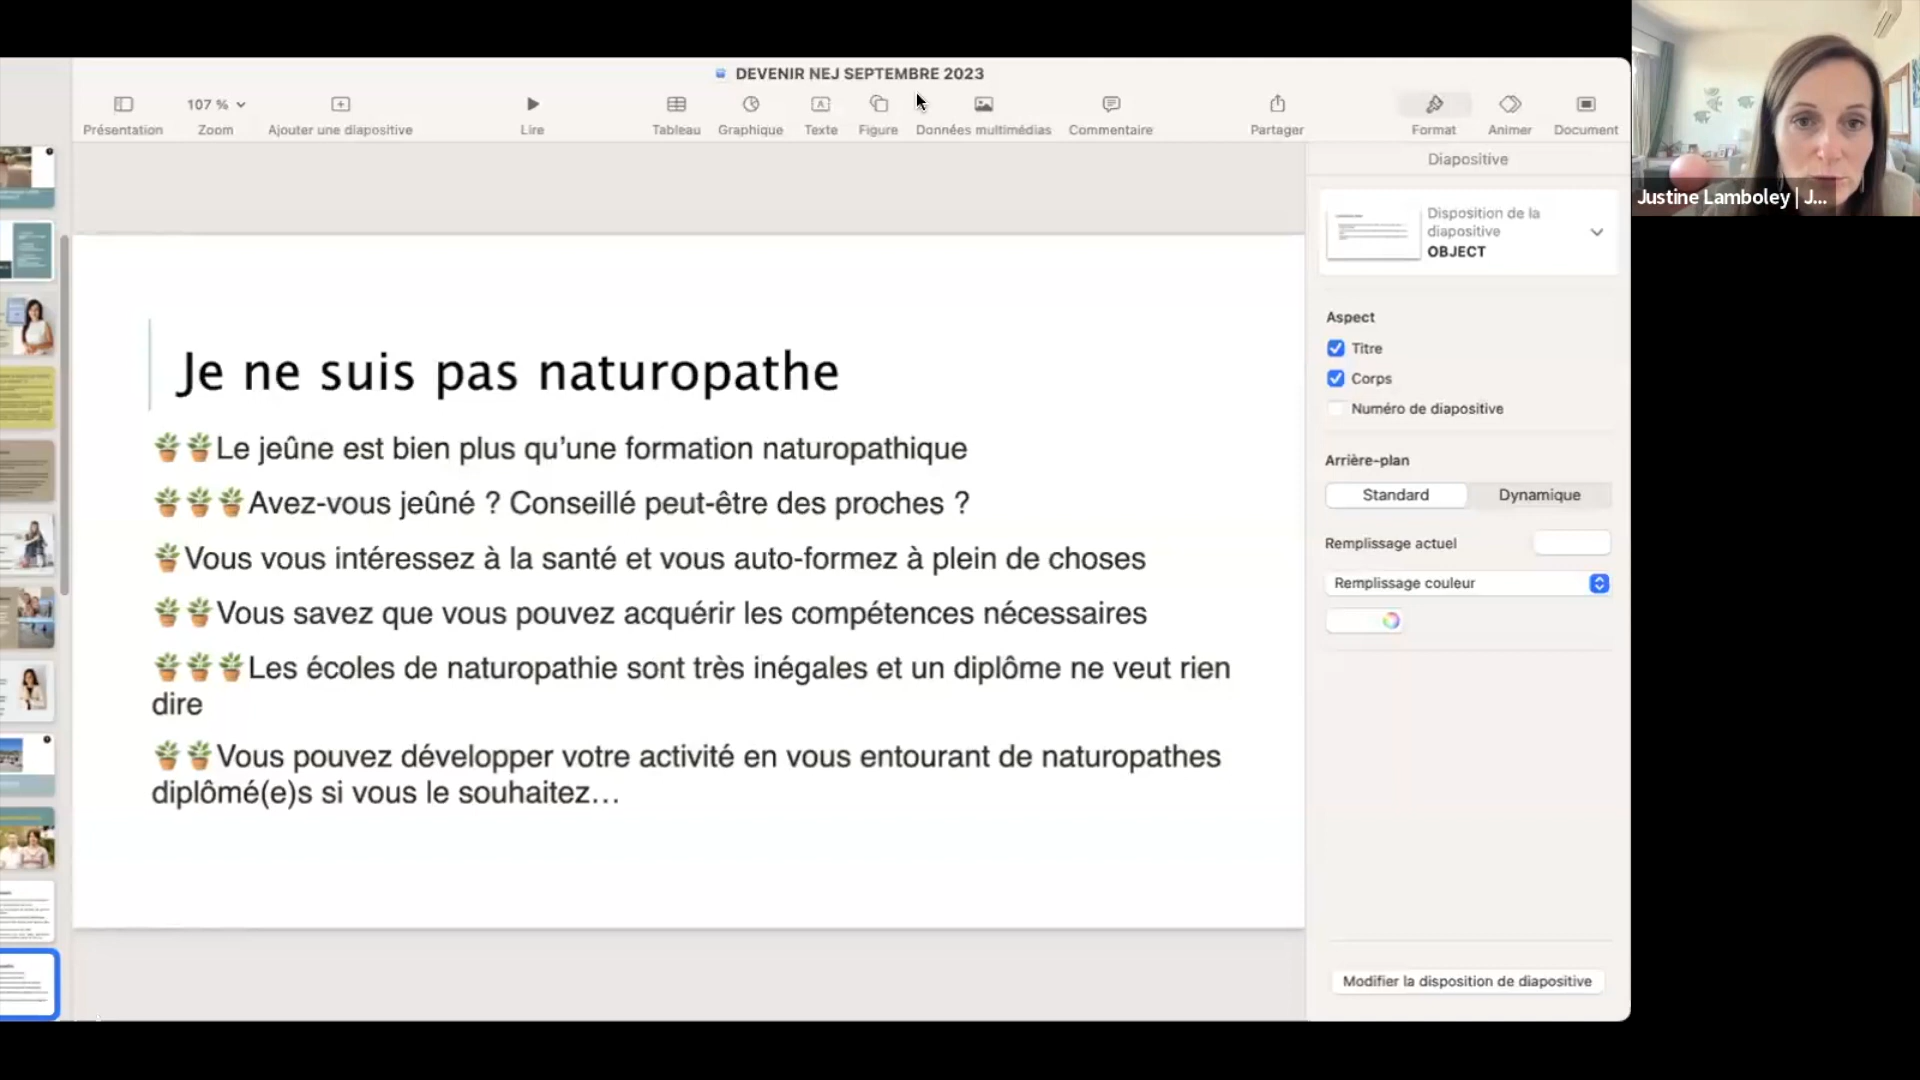 DEVENIR NEJ SEPTEMBRE 2023
107 %
Présentation Zoom Ajouter une diapositive Lire Tableau Graphique Texte Figure Données multimédias Commentaire Partager Format Animer Document
Diapositive
Justine Lamboley | J...
Disposition de la
diapositive
OBJECT
Aspect
Titre
Corps
Numéro de diapositive
Arrière-plan
Standard Dynamique
Remplissage actuel
Remplissage couleur
Modifier la disposition de diapositive
Je ne suis pas naturopathe
🪴🪴Le jeûne est bien plus qu’une formation naturopathique
🪴🪴🪴Avez-vous jeûné ? Conseillé peut-être des proches ?
🪴Vous vous intéressez à la santé et vous auto-formez à plein de choses
🪴🪴Vous savez que vous pouvez acquérir les compétences nécessaires
🪴🪴🪴Les écoles de naturopathie sont très inégales et un diplôme ne veut rien
dire
🪴🪴Vous pouvez développer votre activité en vous entourant de naturopathes
diplômé(e)s si vous le souhaitez…